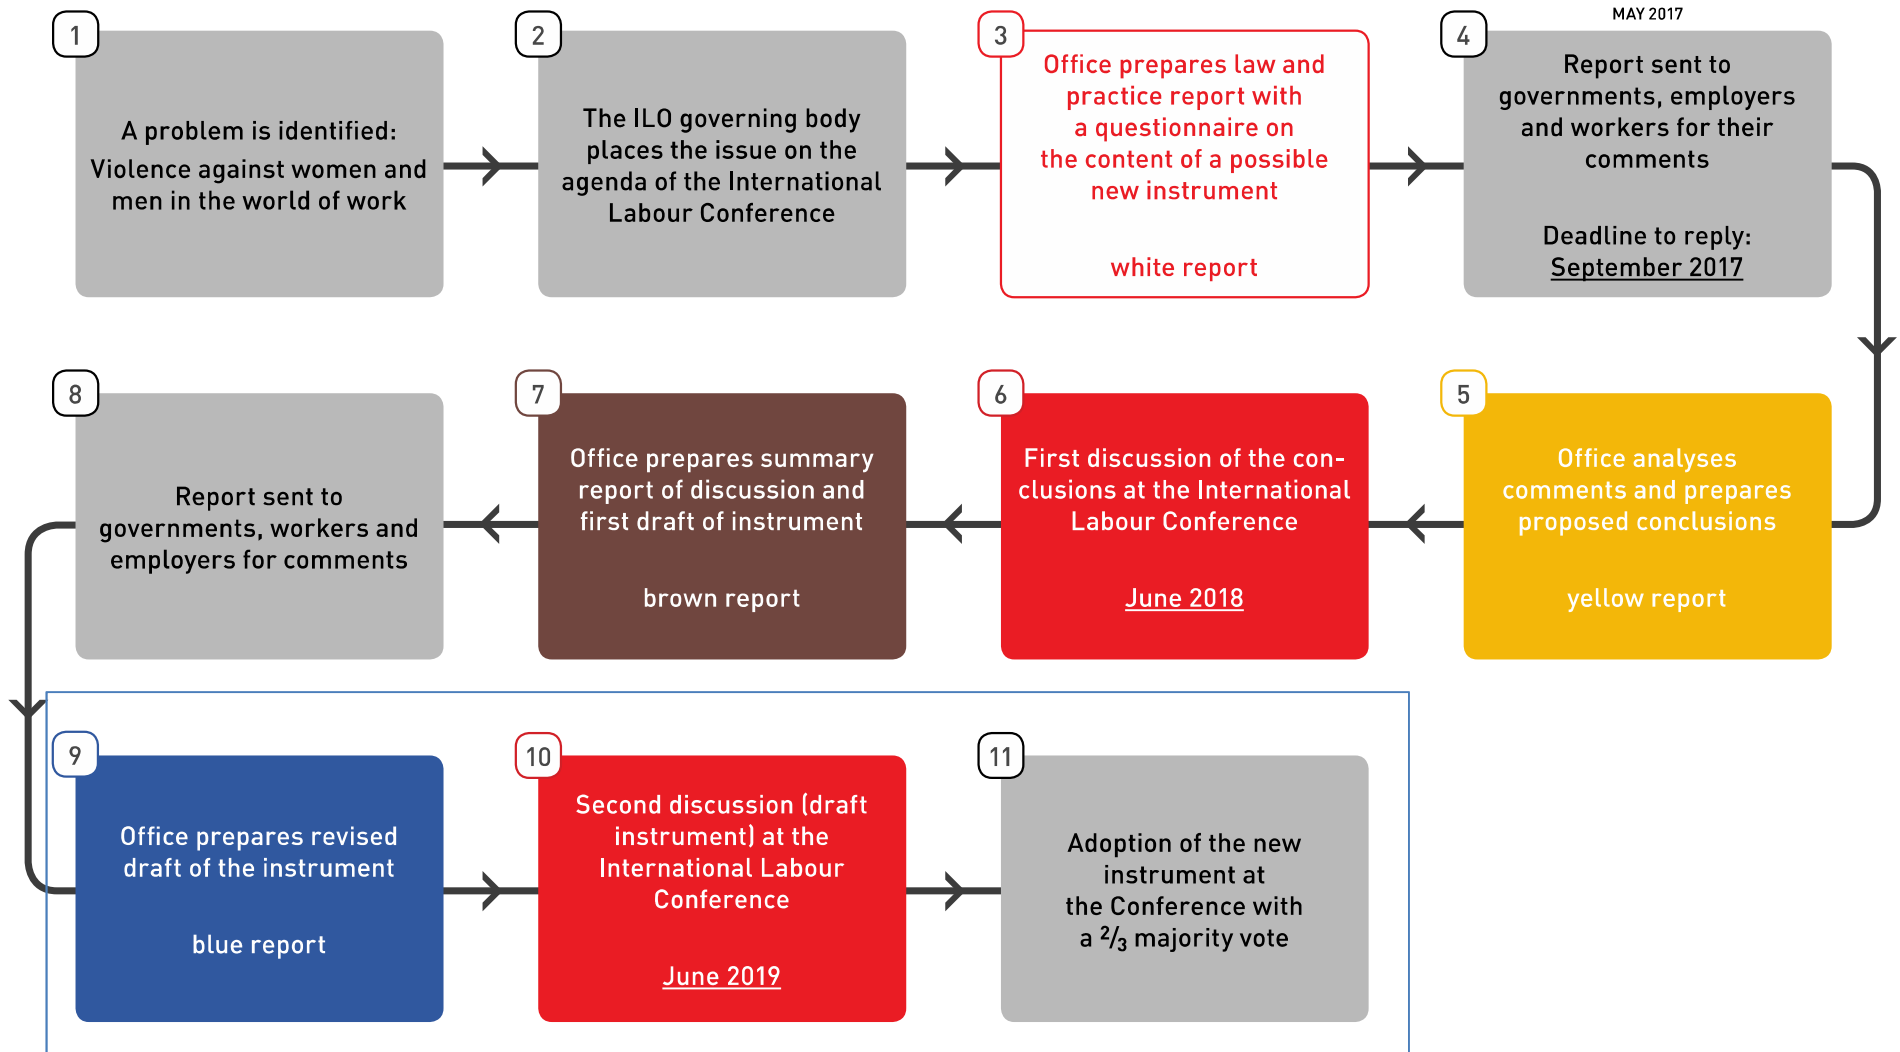 1
A problem is identified:
Violence against women and
men in the world of work
2
The ILO governing body
places the issue on the
agenda of the International
Labour Conference
3
Office prepares law and
practice report with
a questionnaire on
the content of a possible
new instrument
white report
MAY 2017
4
Report sent to
governments, employers
and workers for their
comments
Deadline to reply:
September 2017
5
Office analyses
comments and prepares
proposed conclusions
yellow report
6
First discussion of the con-
clusions at the International
Labour Conference
June 2018
7
Office prepares summary
report of discussion and
first draft of instrument
brown report
8
Report sent to
governments, workers and
employers for comments
9
Office prepares revised
draft of the instrument
blue report
10
Second discussion (draft
instrument) at the
International Labour
Conference
June 2019
11
Adoption of the new
instrument at
the Conference with
a 2/3 majority vote